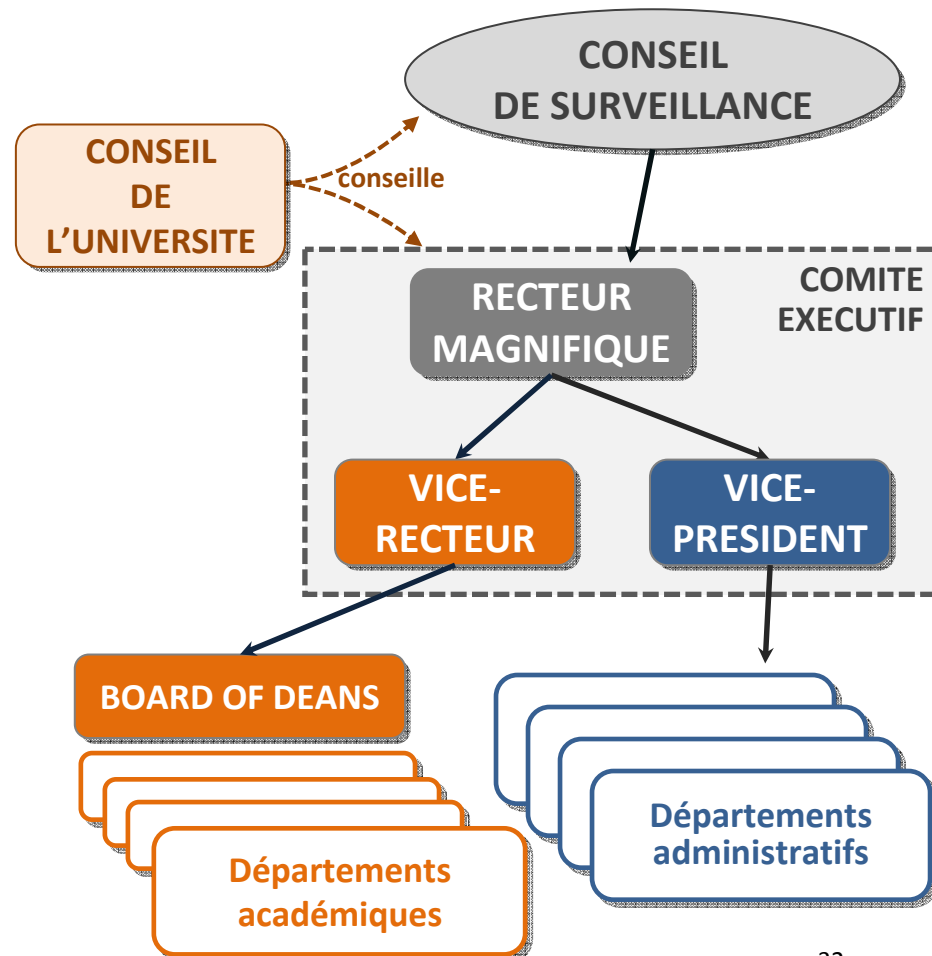 CONSEIL
DE SURVEILLANCE
CONSEIL
DE
L'UNIVERSITE
conseille
COMITE
EXECUTIF
RECTEUR
MAGNIFIQUE
VICE-
RECTEUR
VICE-
PRESIDENT
BOARD OF DEANS
Départements
académiques
Départements
administratifs